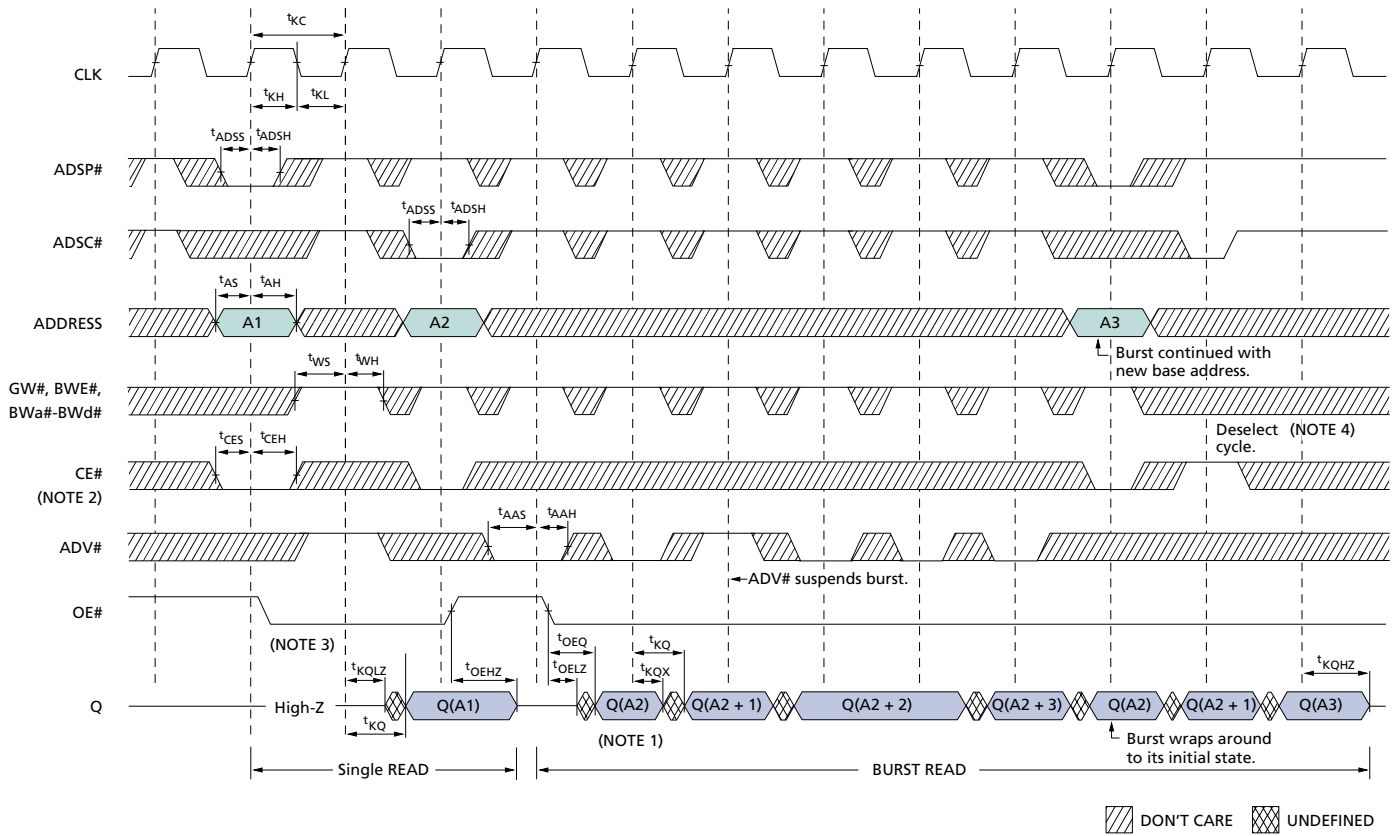 tKC
CLK
tKH tKL
tADSS tADSH
ADSP#
tADSS tADSH
ADSC#
tAS tAH
ADDRESS A1 A2 A3
Burst continued with
new base address.
tWS tWH
GW#, BWE#,
BWa#-BWd#
Deselect (NOTE 4)
cycle.
tCES tCEH
CE#
(NOTE 2)
tAAS tAAH
ADV#
ADV# suspends burst.
OE#
(NOTE 3)
tOEQ tKQ
tKQLZ tOEHZ tOELZ tKQX tKQHZ
Q High-Z Q(A1) Q(A2) Q(A2 + 1) Q(A2 + 2) Q(A2 + 3) Q(A2) Q(A2 + 1) Q(A3)
tKQ
(NOTE 1)
Burst wraps around
to its initial state.
Single READ BURST READ
DON'T CARE UNDEFINED